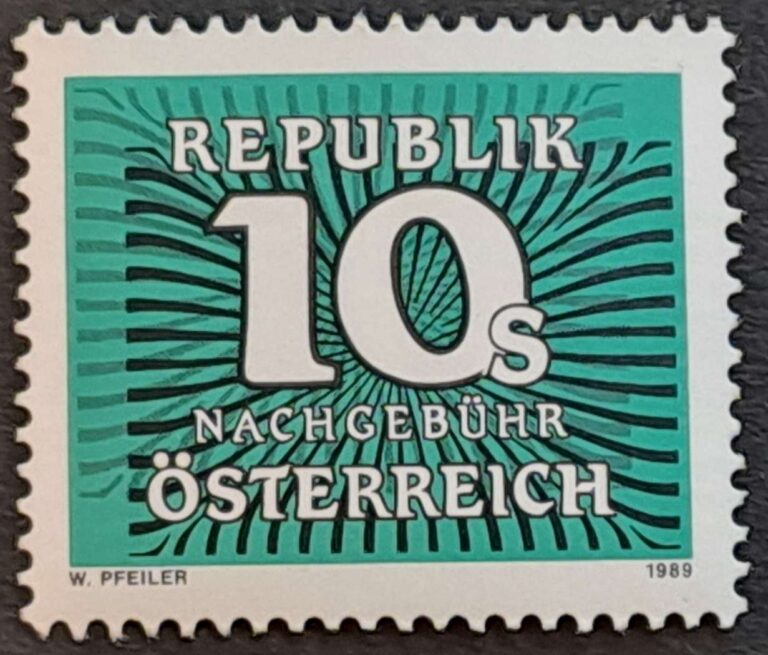 REPUBLIK
10s
NACHGEBÜHR
ÖSTERREICH
W. PFEILER 1989